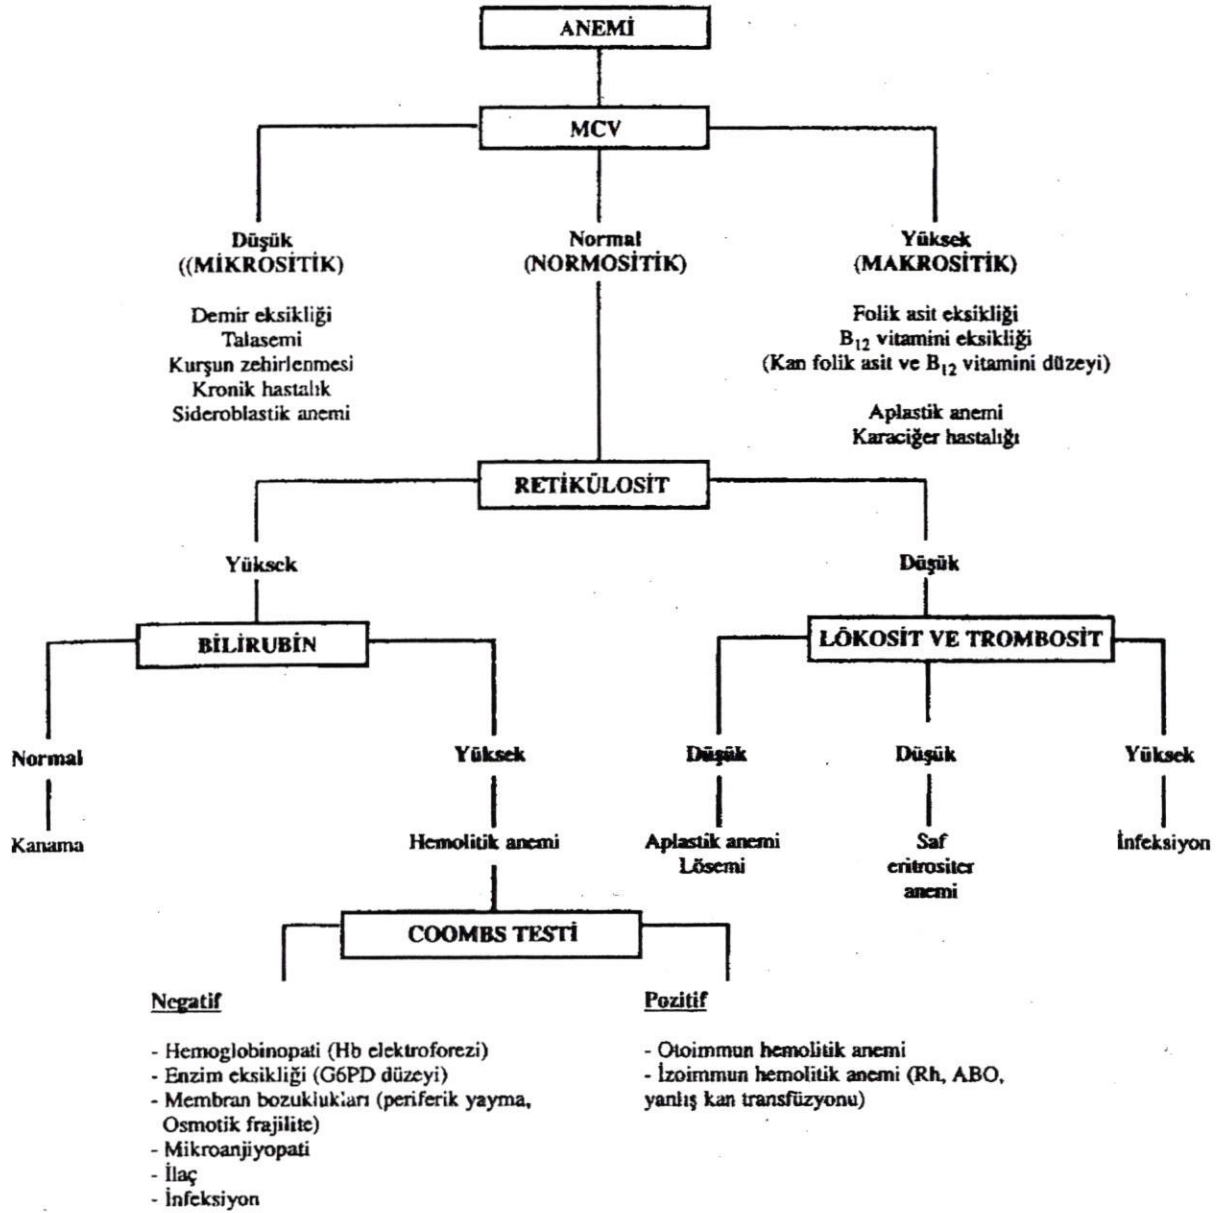 ANEMİ
MCV
Düşük
((MİKROSİTİK)
Demir eksikliği
Talasemi
Kurşun zehirlenmesi
Kronik hastalık
Sideroblastik anemi
Normal
(NORMOSİTİK)
Yüksek
(MAKROSİTİK)
Folik asit eksikliği
B12 vitamini eksikliği
(Kan folik asit ve B12 vitamini düzeyi)
Aplastik anemi
Karaciğer hastalığı
RETİKÜLOSİT
Yüksek
Düşük
BİLİRUBİN
LÖKOSİT VE TROMBOSİT
Normal
Kanama
Yüksek
Hemolitik anemi
Düşük
Aplastik anemi
Lösemi
Düşük
Saf
eritrositer
anemi
Yüksek
İnfeksiyon
COOMBS TESTİ
Negatif
- Hemoglobinopati (Hb elektroforezi)
- Enzim eksikliği (G6PD düzeyi)
- Membran bozuklukları (periferik yayma,
Osmotik frajilite)
- Mikroanjiyopati
- İlaç
- İnfeksiyon
Pozitif
- Otoimmun hemolitik anemi
- İzoimmun hemolitik anemi (Rh, ABO,
yanlış kan transfüzyonu)